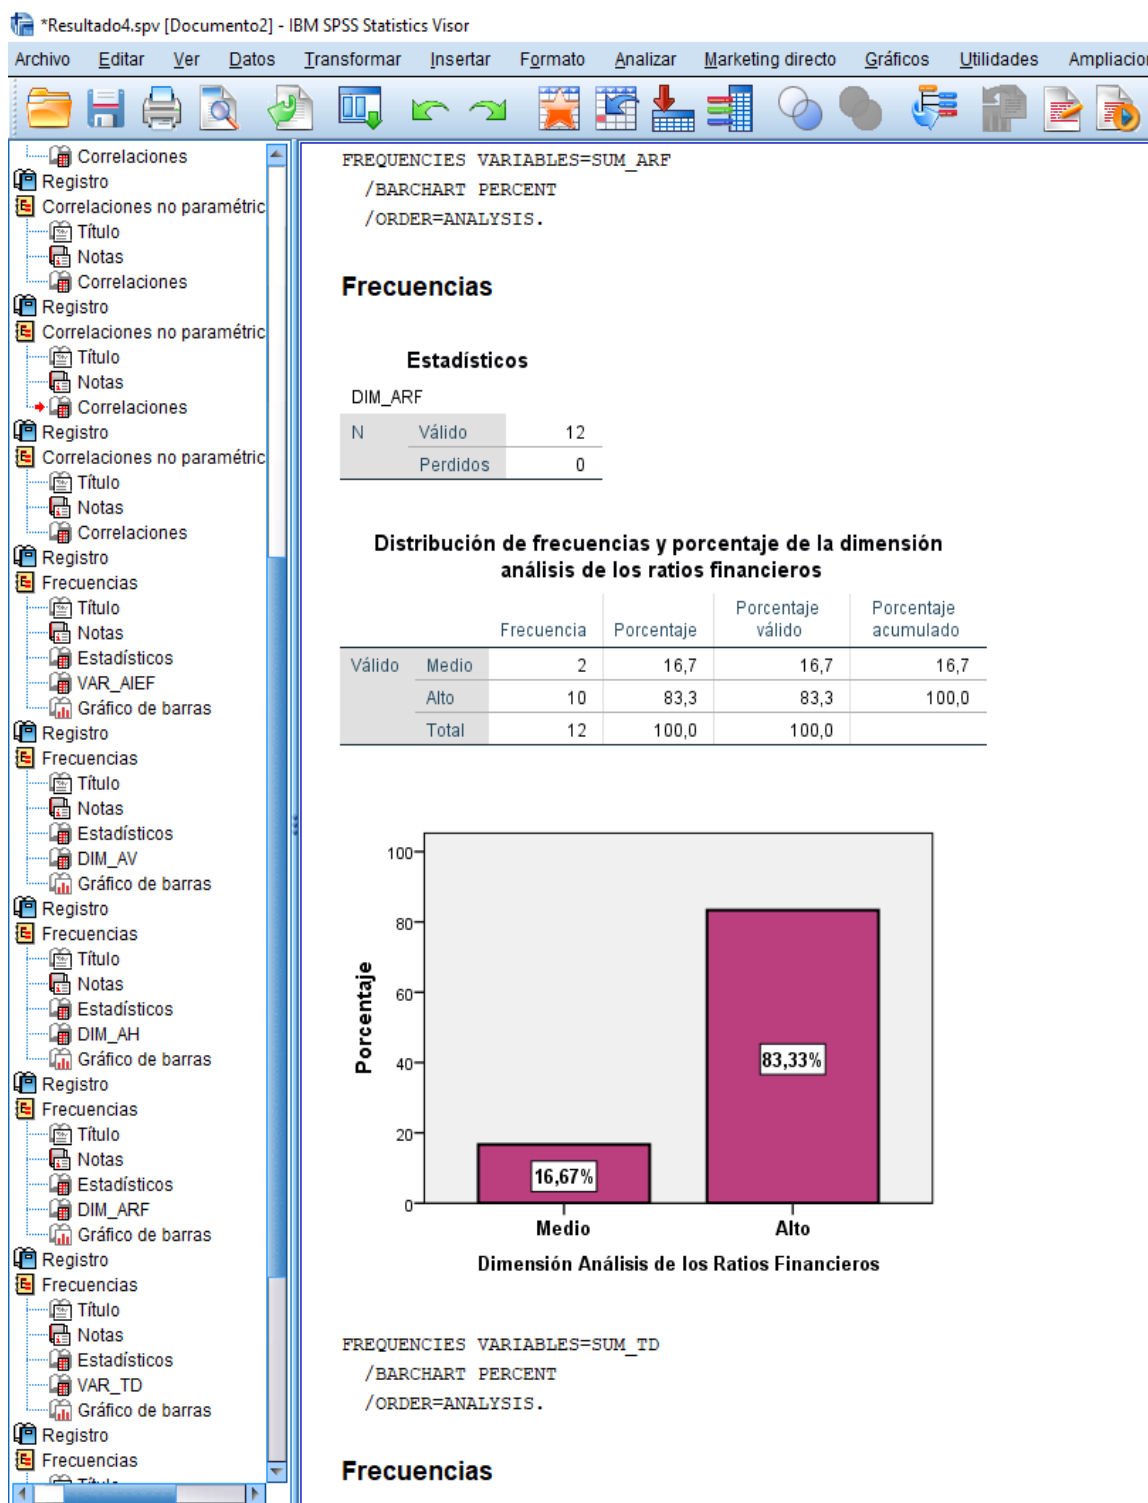 *Resultado4.spv [Documento2] - IBM SPSS Statistics Visor
Archivo Editar Ver Datos Transformar Insertar Formato Analizar Marketing directo Gráficos Utilidades Ampliacion
Correlaciones
Registro
Correlaciones no paramétric
Título
Notas
Correlaciones
Registro
Correlaciones no paramétric
Título
Notas
Correlaciones
Registro
Correlaciones no paramétric
Título
Notas
Correlaciones
Registro
Frecuencias
Título
Notas
Estadísticos
VAR_AIEF
Gráfico de barras
Registro
Frecuencias
Título
Notas
Estadísticos
DIM_AV
Gráfico de barras
Registro
Frecuencias
Título
Notas
Estadísticos
DIM_AH
Gráfico de barras
Registro
Frecuencias
Título
Notas
Estadísticos
DIM_ARF
Gráfico de barras
Registro
Frecuencias
Título
Notas
Estadísticos
VAR_TD
Gráfico de barras
Registro
Frecuencias
Título
FREQUENCIES VARIABLES=SUM_ARF
/BARCHART PERCENT
/ORDER=ANALYSIS.
Frecuencias
Estadísticos
DIM_ARF
N Válido 12
Perdidos 0
Distribución de frecuencias y porcentaje de la dimensión
análisis de los ratios financieros
Frecuencia Porcentaje Porcentaje válido Porcentaje acumulado
Válido Medio 2 16,7 16,7 16,7
Alto 10 83,3 83,3 100,0
Total 12 100,0 100,0
100
80
60
40
20
0
Porcentaje
16,67%
83,33%
Medio Alto
Dimensión Análisis de los Ratios Financieros
FREQUENCIES VARIABLES=SUM_TD
/BARCHART PERCENT
/ORDER=ANALYSIS.
Frecuencias